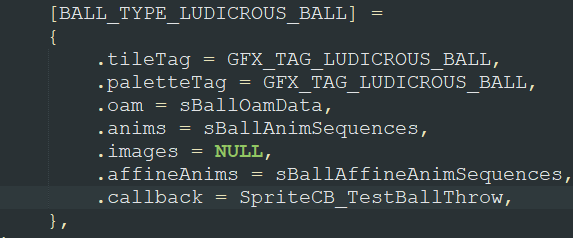 [BALL_TYPE_LUDICROUS_BALL] =
{
.tileTag = GFX_TAG_LUDICROUS_BALL,
.paletteTag = GFX_TAG_LUDICROUS_BALL,
.oam = sBallOamData,
.anims = sBallAnimSequences,
.images = NULL,
.affineAnims = sBallAffineAnimSequences,
.callback = SpriteCB_TestBallThrow,
},